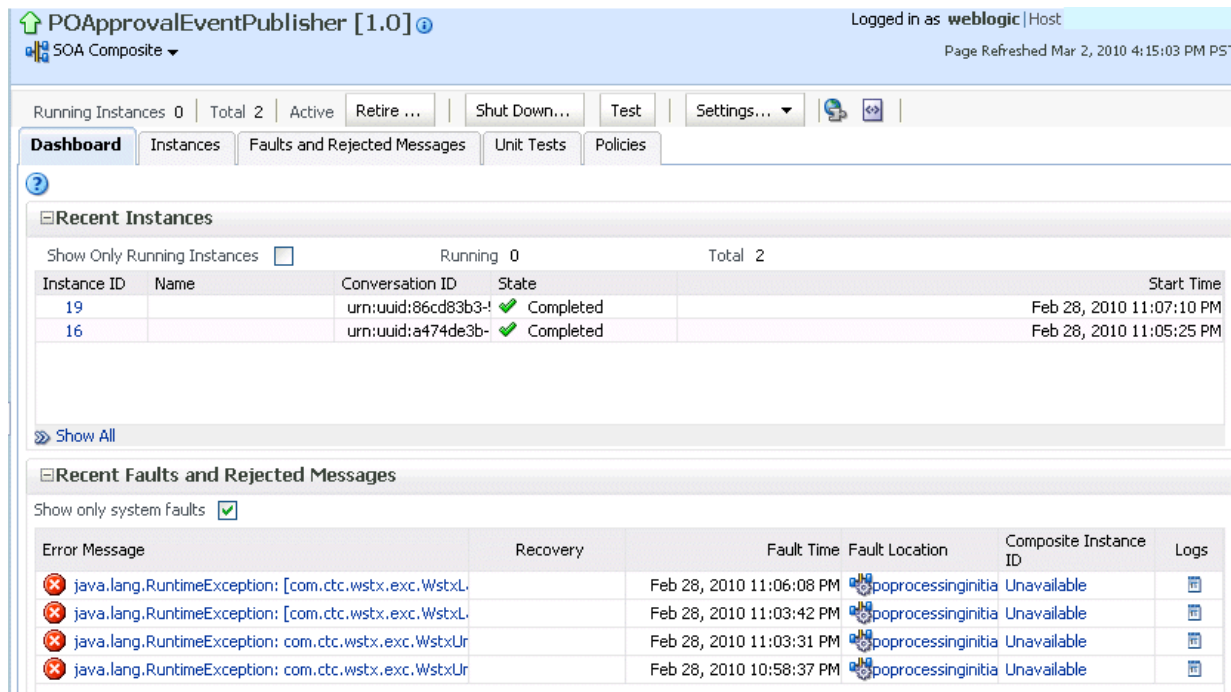 POApprovalEventPublisher [1.0]
Logged in as weblogic|Host
SOA Composite
Page Refreshed Mar 2, 2010 4:15:03 PM PST
Running Instances 0 Total 2 Active Retire ... Shut Down... Test Settings...
Dashboard Instances Faults and Rejected Messages Unit Tests Policies
Recent Instances
Show Only Running Instances Running 0 Total 2
Instance ID Name Conversation ID State Start Time
19 urn:uuid:86cd83b3- Completed Feb 28, 2010 11:07:10 PM
16 urn:uuid:a474de3b- Completed Feb 28, 2010 11:05:25 PM
Show All
Recent Faults and Rejected Messages
Show only system faults
Error Message Recovery Fault Time Fault Location Composite Instance ID Logs
java.lang.RuntimeException: [com.ctc.wstx.exc.WstxL Feb 28, 2010 11:06:08 PM poprocessinginitia Unavailable
java.lang.RuntimeException: [com.ctc.wstx.exc.WstxL Feb 28, 2010 11:03:42 PM poprocessinginitia Unavailable
java.lang.RuntimeException: com.ctc.wstx.exc.WstxUr Feb 28, 2010 11:03:31 PM poprocessinginitia Unavailable
java.lang.RuntimeException: com.ctc.wstx.exc.WstxUr Feb 28, 2010 10:58:37 PM poprocessinginitia Unavailable